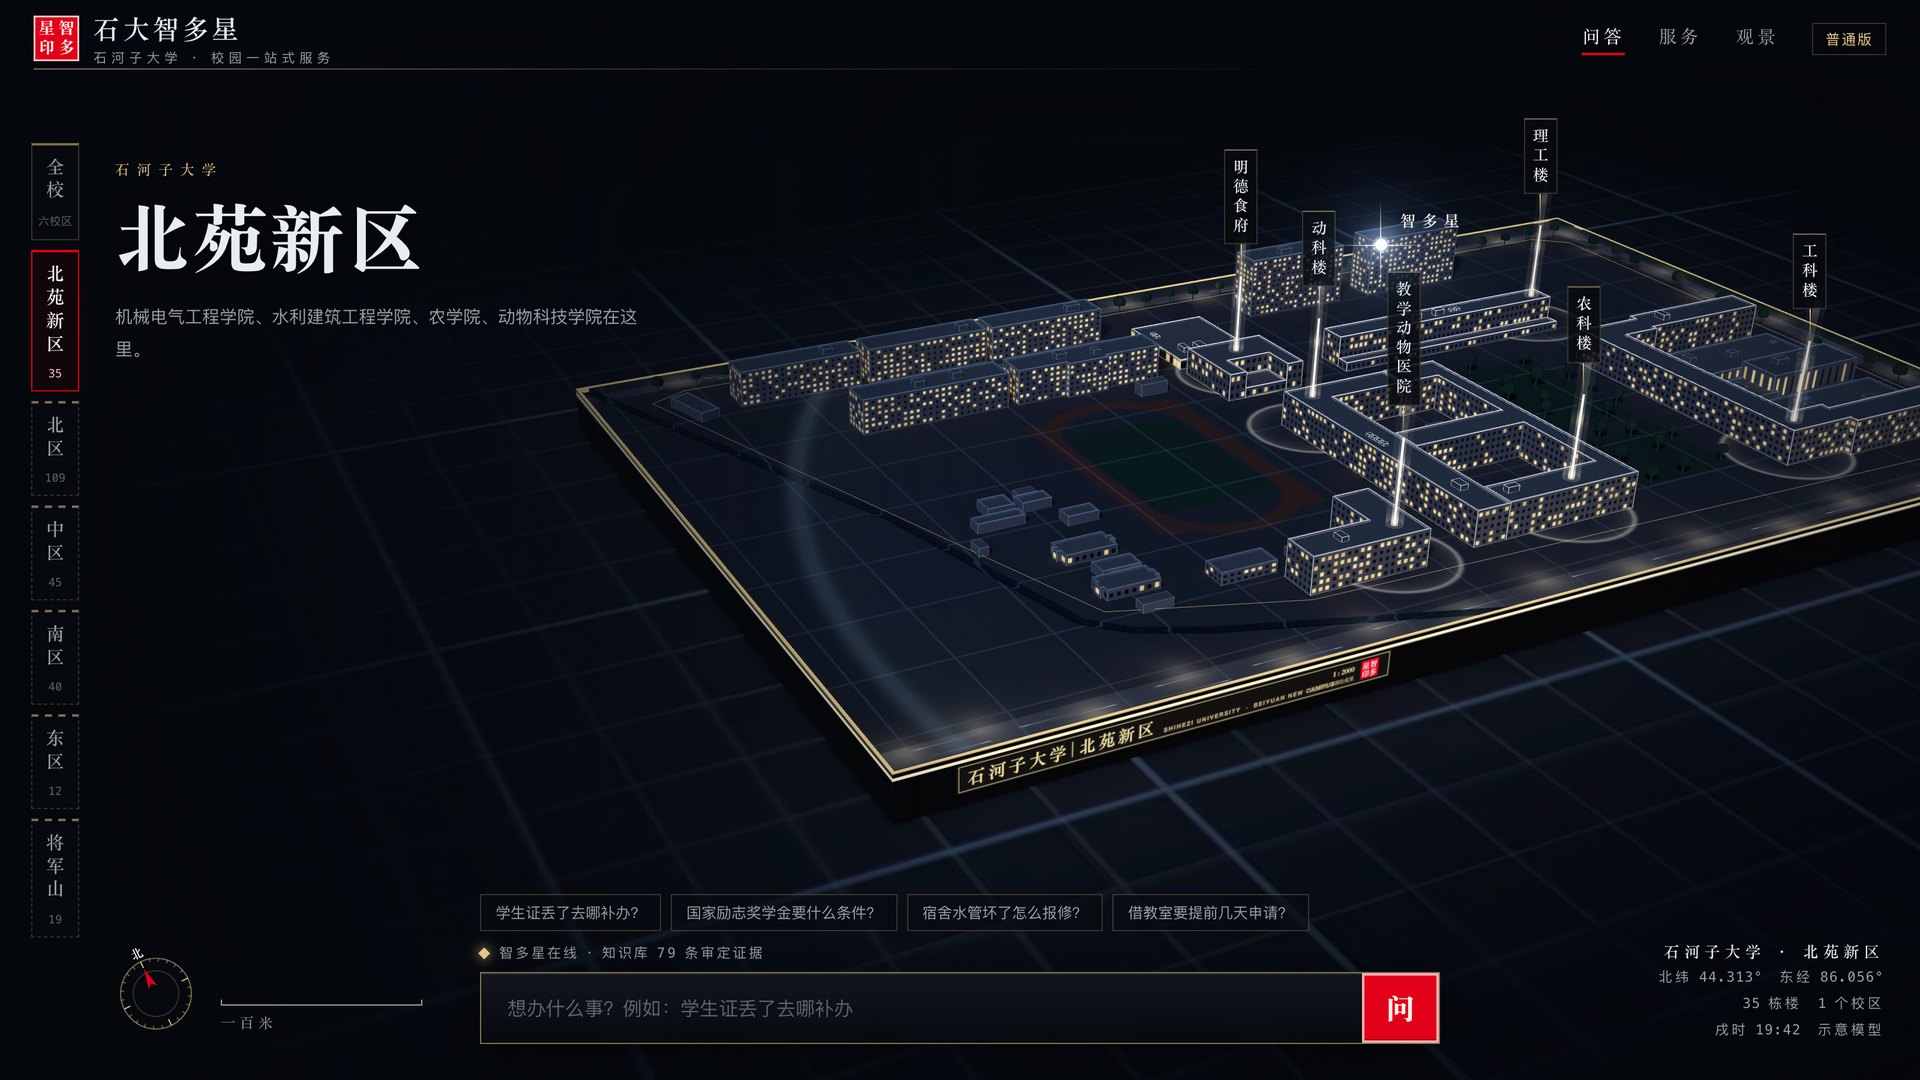 星智
印多
石大智多星
石河子大学 · 校园一站式服务
问答
服务
观景
普通版
全校
六校区
北苑新区
35
北区
109
中区
45
南区
40
东区
12
将军山
19
石河子大学
北苑新区
机械电气工程学院、水利建筑工程学院、农学院、动物科技学院在这
里。
明德食府
动科楼
智多星
教学动物医院
理工楼
农科楼
工科楼
石河子大学 | 北苑新区
SHIHEZI UNIVERSITY · BEIYUAN NEW CAMPUS
1:2000
星智
印多
学生证丢了去哪补办?
国家励志奖学金要什么条件?
宿舍水管坏了怎么报修?
借教室要提前几天申请?
智多星在线 · 知识库 79 条审定证据
想办什么事? 例如: 学生证丢了去哪补办
问
北
一百米
石河子大学 · 北苑新区
北纬 44.313° 东经 86.056°
35 栋楼 1 个校区
戌时 19:42 示意模型